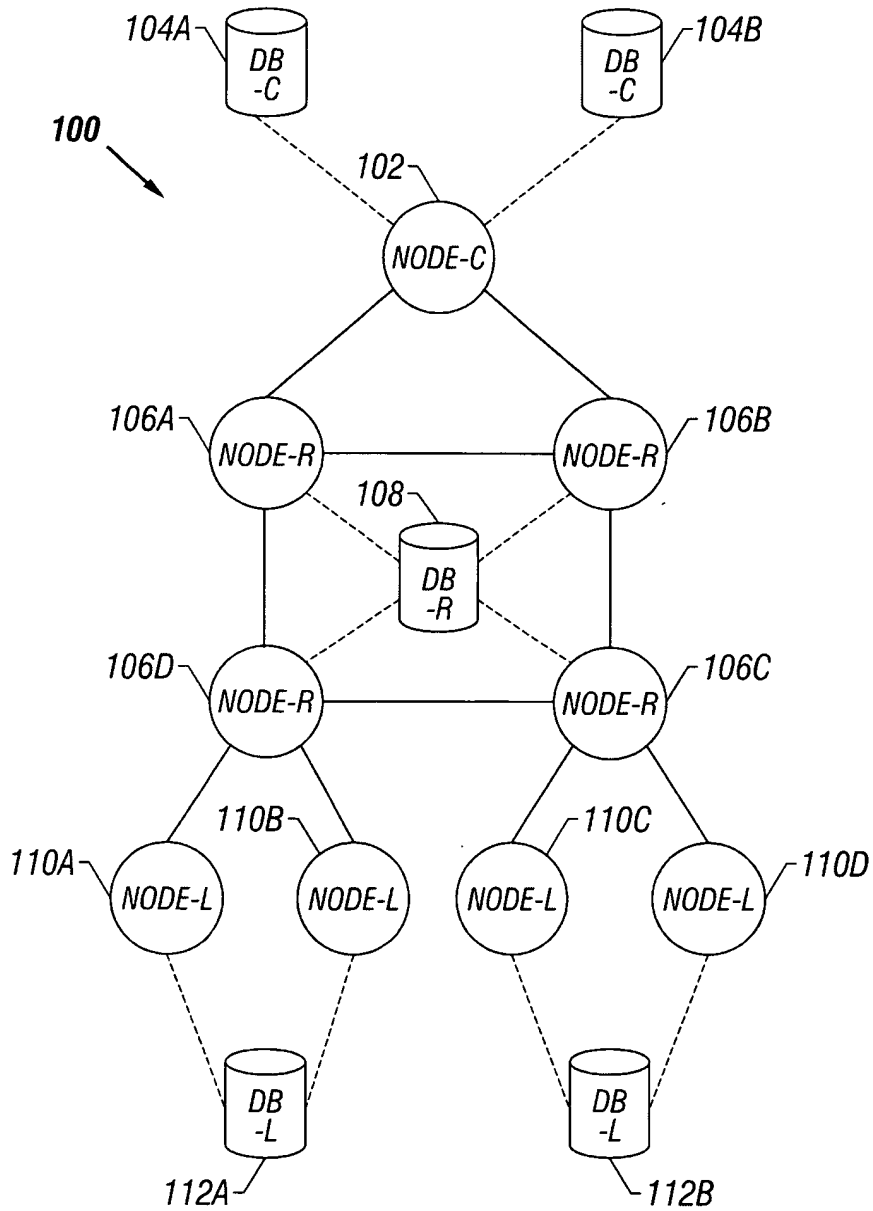 104A
DB
-C
DB
-C
104B
100
102
NODE-C
106A
NODE-R
NODE-R
106B
108
DB
-R
106D
NODE-R
NODE-R
106C
110B
110C
110A
NODE-L
NODE-L
NODE-L
NODE-L
110D
DB
-L
DB
-L
112A
112B